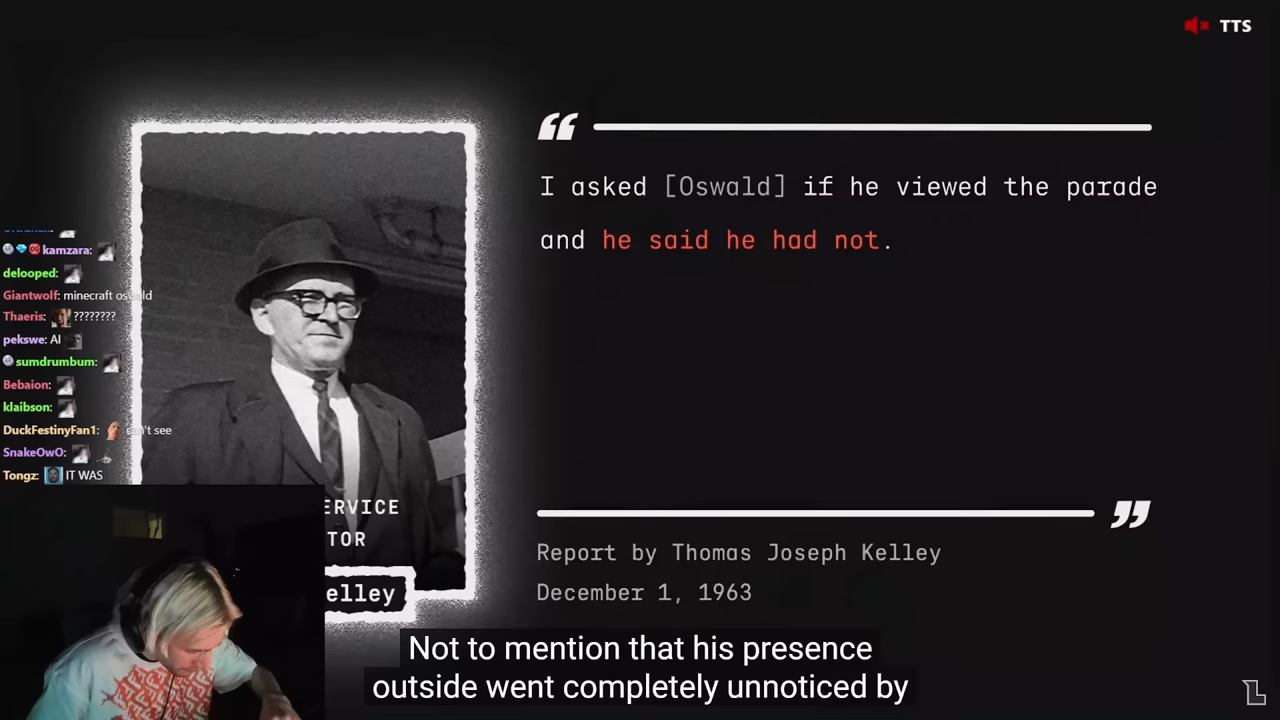 TTS
“
I asked [Oswald] if he viewed the parade
and he said he had not.
kamzara:
delooped:
Giantwolf: minecraft oswald
Thaeris: ????????
pekswe: AI
sumdrumbum:
Bebaion:
klaibson:
DuckFestinyFan1: can't see
SnakeOwO:
Tongz: IT WAS
ERVICE
TOR
elley
”
Report by Thomas Joseph Kelley
December 1, 1963
Not to mention that his presence
outside went completely unnoticed by